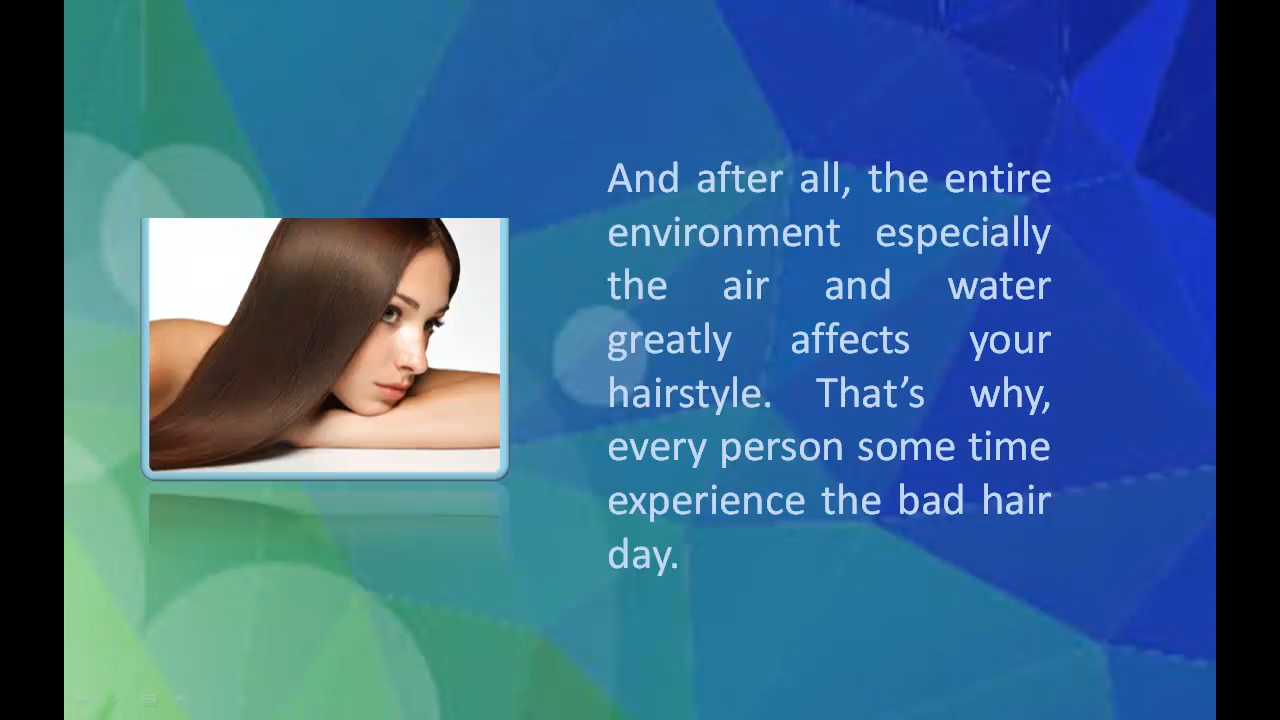 And after all, the entire
environment especially
the air and water
greatly affects your
hairstyle. That’s why,
every person some time
experience the bad hair
day.